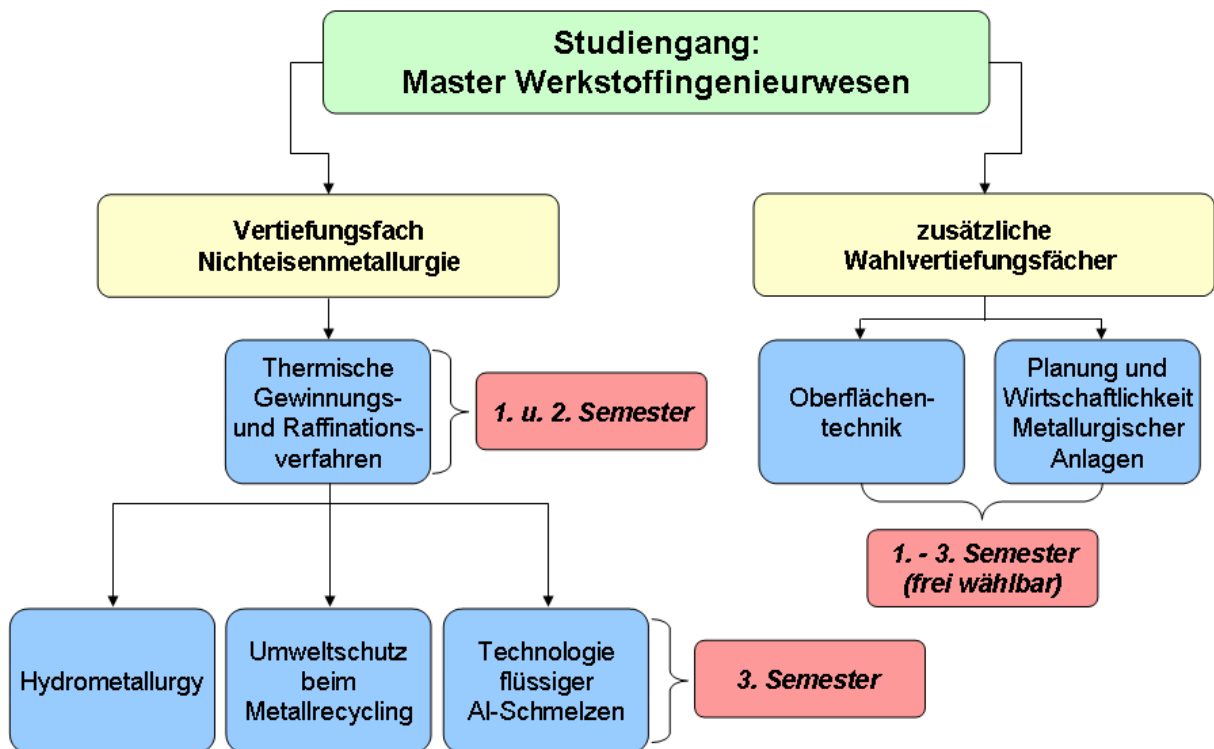 Studiengang:
Master Werkstoffingenieurwesen
Vertiefungsfach
Nichteisenmetallurgie
zusätzliche
Wahlvertiefungsfächer
Thermische
Gewinnungs-
und Raffinations-
verfahren
1. u. 2. Semester
Oberflächen-
technik
Planung und
Wirtschaftlichkeit
Metallurgischer
Anlagen
1. - 3. Semester
(frei wählbar)
Hydrometallurgy
Umweltschutz
beim
Metallrecycling
Technologie
flüssiger
Al-Schmelzen
3. Semester